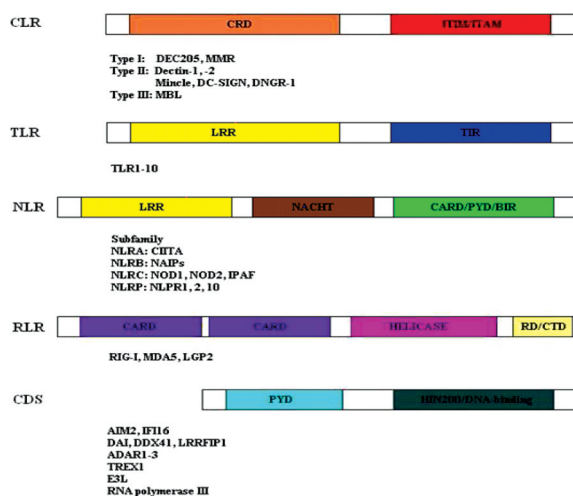 CLR CRD ITIM/ITAM
Type I: DEC205, MMR
Type II: Dectin-1, -2
Mincle, DC-SIGN, DNGR-1
Type III: MBL
TLR LRR TIR
TLR1-10
NLR LRR NACHT CARD/PYD/BIR
Subfamily
NLRA: CIITA
NLRB: NAIPs
NLRC: NOD1, NOD2, IPAF
NLRP: NLPR1, 2, 10
RLR CARD CARD HELICASE RD/CTD
RIG-I, MDA5, LGP2
CDS PYD HIN200/DNA-binding
AIM2, IFI16
DAI, DDX41, LRRFIP1
ADAR1-3
TREX1
E3L
RNA polymerase III